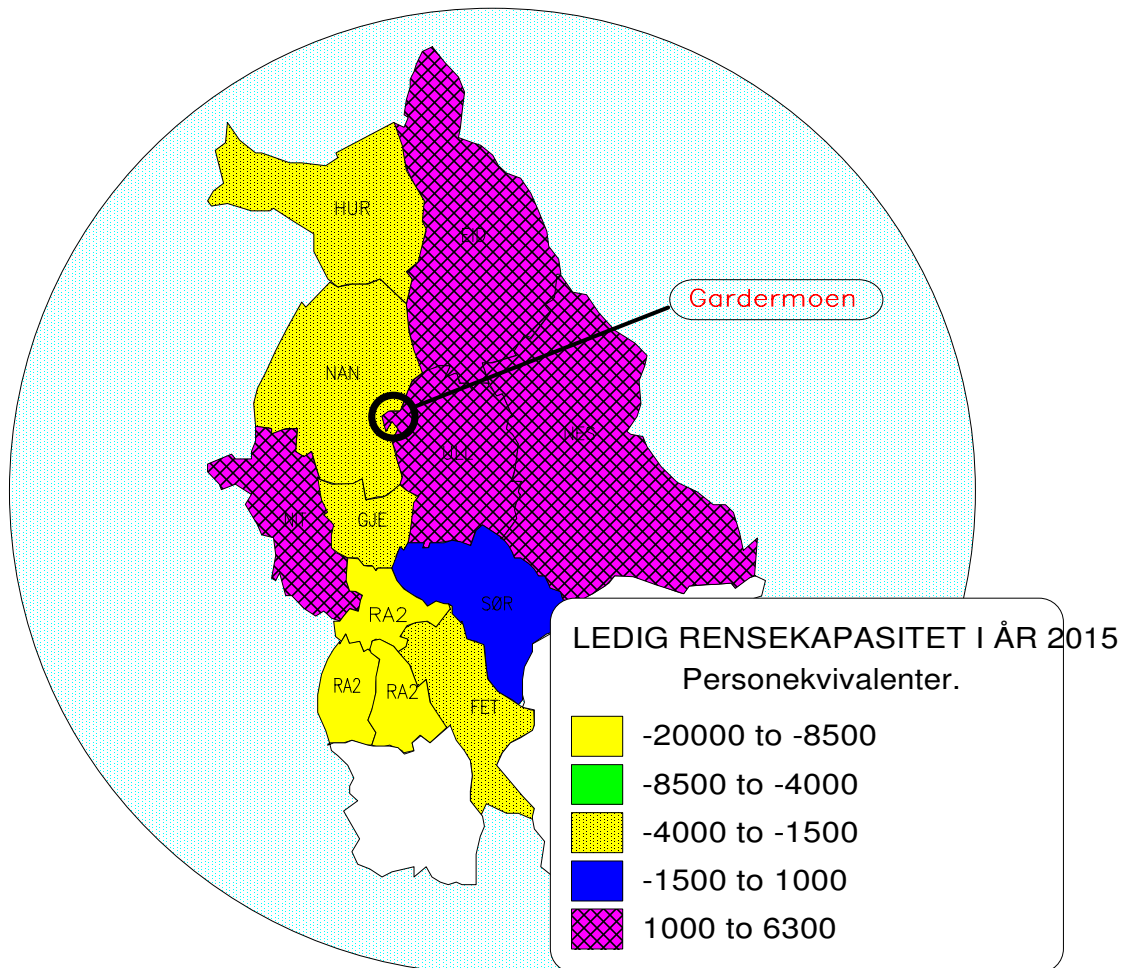 HUR
EID
Gardermoen
NAN
NES
ULL
NIT
GJE
SØR
RA2
RA2
RA2
FET
LEDIG RENSEKAPASITET I ÅR 2015
Personekvivalenter.
-20000 to -8500
-8500 to -4000
-4000 to -1500
-1500 to 1000
1000 to 6300